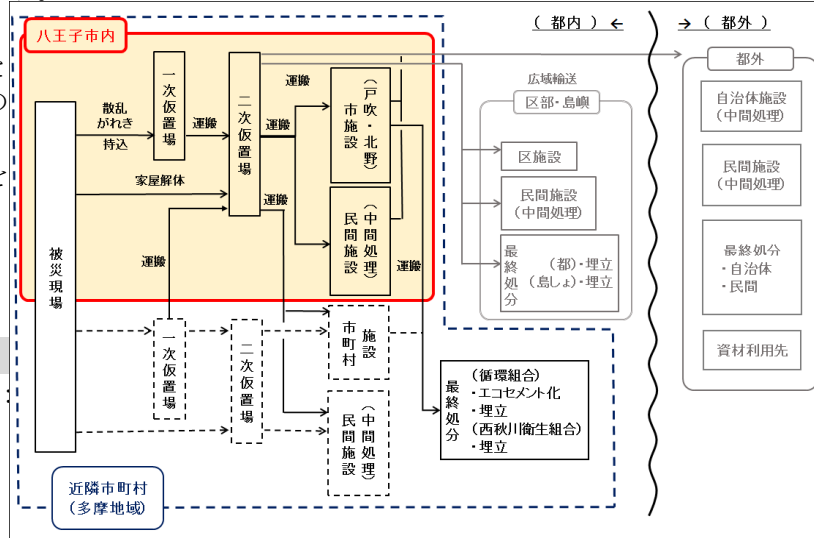 （ 都内 ） ←
→ （ 都外 ）
八王子市内
都外
広域輸送
区部・島嶼
一次仮置場
二次仮置場
運搬
市施設
（戸吹・北野）
散乱
がれき
持込
運搬
運搬
自治体施設
（中間処理）
区施設
民間施設
（中間処理）
家屋解体
運搬
民間施設
（中間処理）
民間施設
（中間処理）
被災現場
運搬
運搬
最終処分
（都）・埋立
（島しょ）・埋立
最終処分
・自治体
・民間
一次仮置場
二次仮置場
市町村
施設
資材利用先
最終処分
（循環組合）
・エコセメント化
・埋立
（西秋川衛生組合）
・埋立
民間施設
（中間処理）
近隣市町村
（多摩地域）